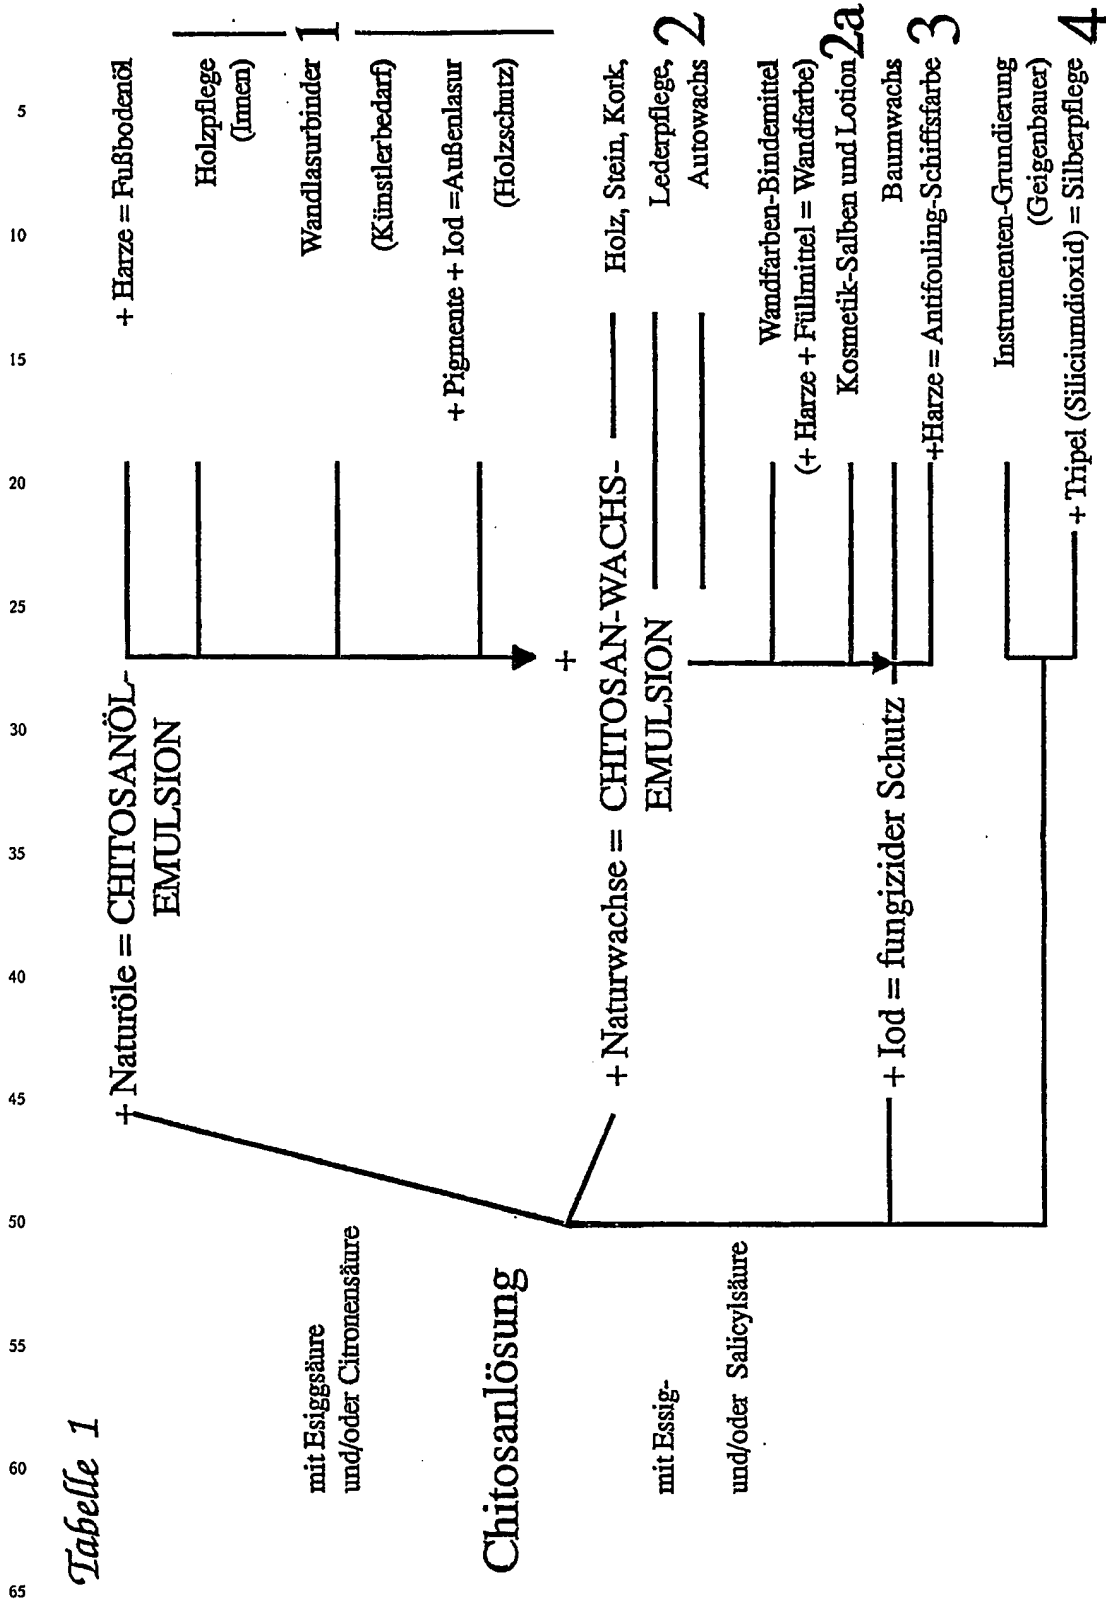 Tabelle 1
mit Esiggsäure
und/oder Citronensäure
Chitosanlösung
mit Essig-
und/oder Salicylsäure
+ Naturöle = CHITOSANÖL-
EMULSION
+ Harze = Fußbodenöl
Holzpflege
(Innen)
1
Wandlasurbinder
(Künstlerbedarf)
+ Pigmente + Iod =Außenlasur
(Holzschutz)
+
+ Naturwachse = CHITOSAN-WACHS-
EMULSION
Holz, Stein, Kork,
Lederpflege,
Autowachs
2
Wandfarben-Bindemittel
(+ Harze + Füllmittel = Wandfarbe)
Kosmetik-Salben und Lotion
2a
+ Iod = fungizider Schutz
Baumwachs
+Harze = Antifouling-Schiffsfarbe
3
Instrumenten-Grundierung
(Geigenbauer)
+ Tripel (Siliciumdioxid) = Silberpflege
4
5
10
15
20
25
30
35
40
45
50
55
60
65